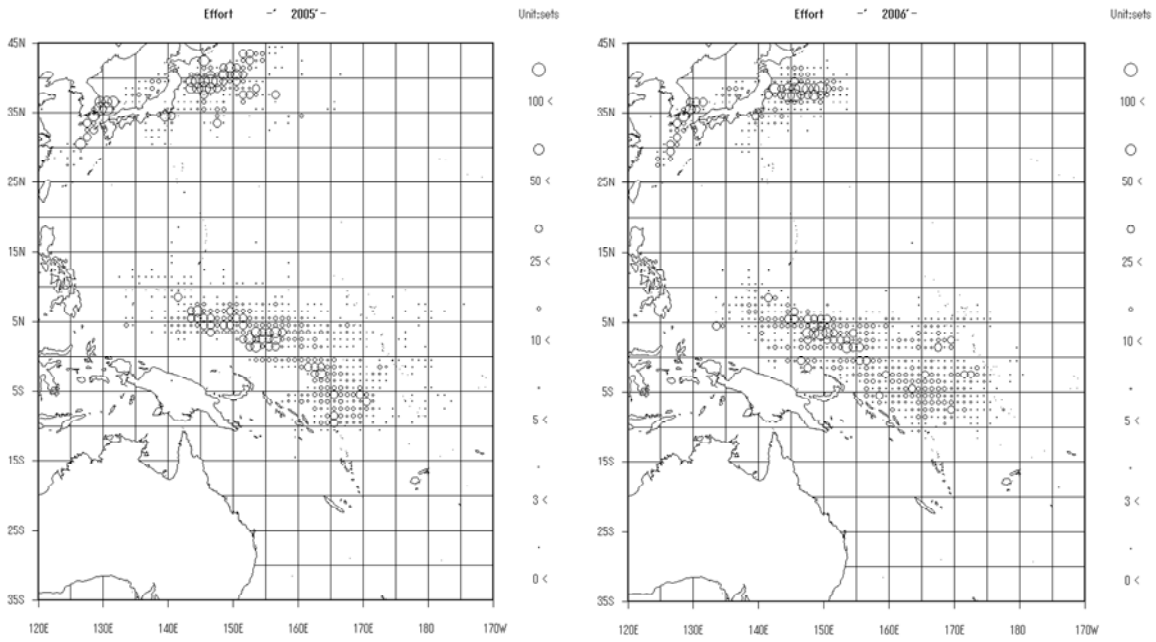 Effort -' 2005'- Unit:sets
45N
100 <
35N
50 <
25N
15N
25 <
5N
10 <
5S
5 <
15S
3 <
25S
0 <
35S
120E 130E 140E 150E 160E 170E 180 170W
Effort -' 2006'- Unit:sets
45N
100 <
35N
50 <
25N
15N
25 <
5N
10 <
5S
5 <
15S
3 <
25S
0 <
35S
120E 130E 140E 150E 160E 170E 180 170W